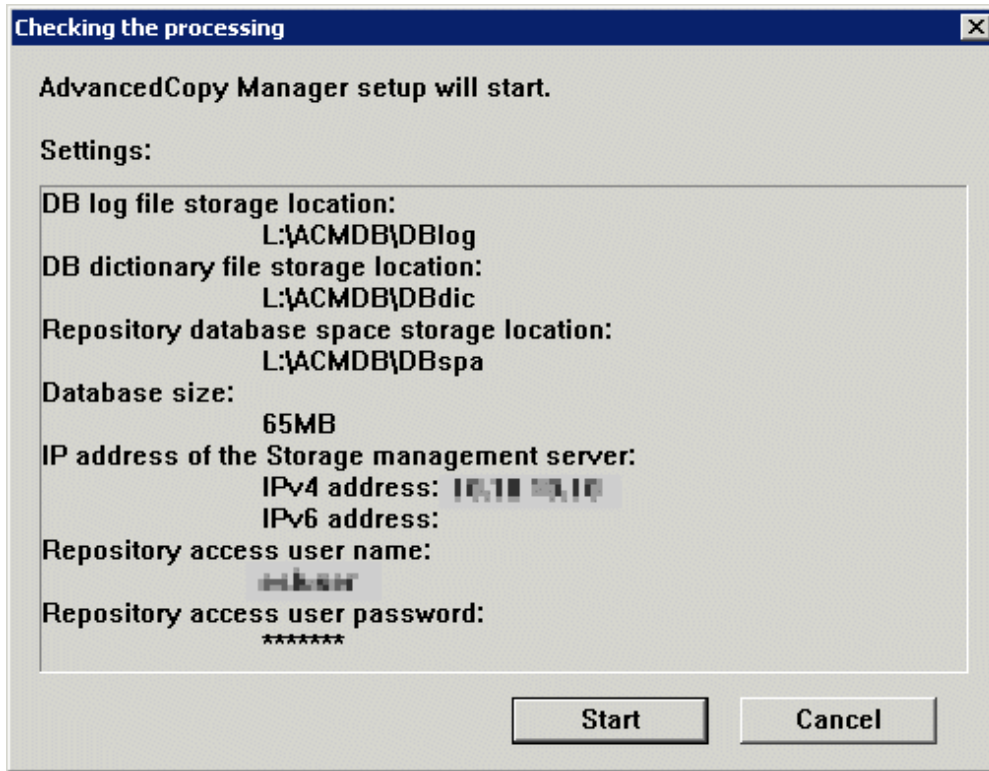 Checking the processing
AdvancedCopy Manager setup will start.
Settings:
DB log file storage location:
L:\ACMDB\DBlog
DB dictionary file storage location:
L:\ACMDB\DBdic
Repository database space storage location:
L:\ACMDB\DBspa
Database size:
65MB
IP address of the Storage management server:
IPv4 address:
IPv6 address:
Repository access user name:
Repository access user password:
*******
Start Cancel